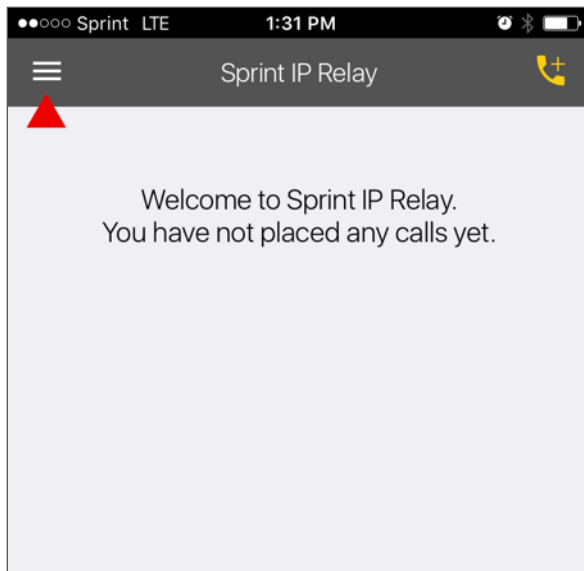 Sprint LTE 1:31 PM
Sprint IP Relay
Welcome to Sprint IP Relay.
You have not placed any calls yet.